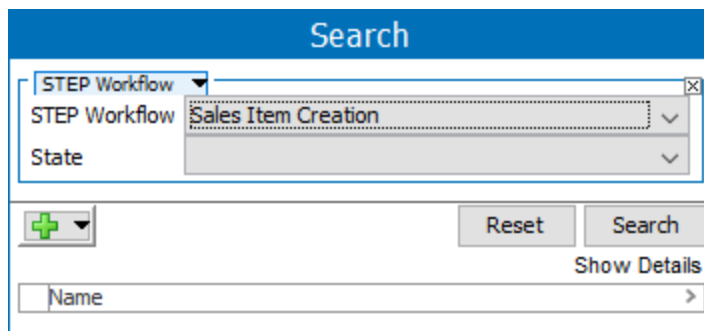 Search
STEP Workflow
STEP Workflow Sales Item Creation
State
Reset Search
Show Details
Name >